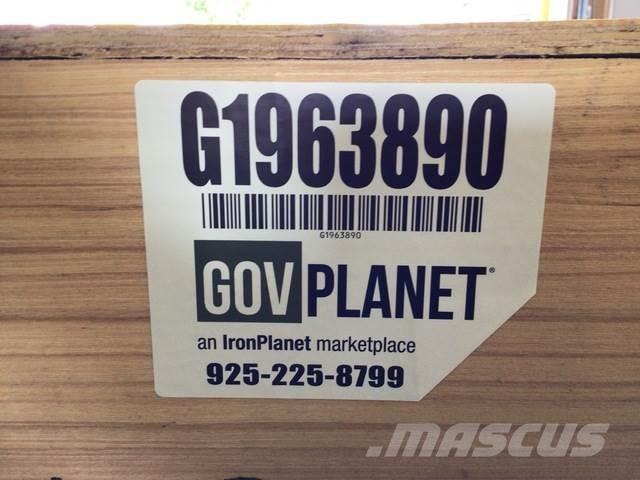 G1963890
G1963890
GOV PLANET®
an IronPlanet marketplace
925-225-8799
.MASCUS